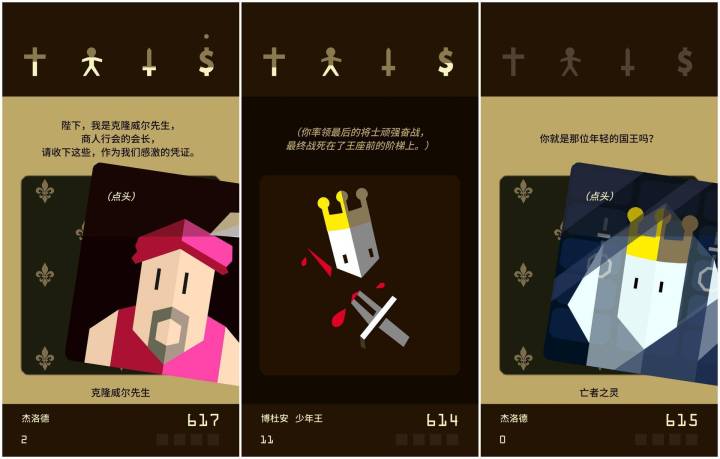 陛下，我是克隆威尔先生，
商人行会的会长，
请收下这些，作为我们感激的凭证。
（点头）
克隆威尔先生
杰洛德
617
2
（你率领最后的将士顽强奋战，
最终战死在了王座前的阶梯上。）
博杜安 少年王
614
11
你就是那位年轻的国王吗？
（点头）
亡者之灵
杰洛德
615
0